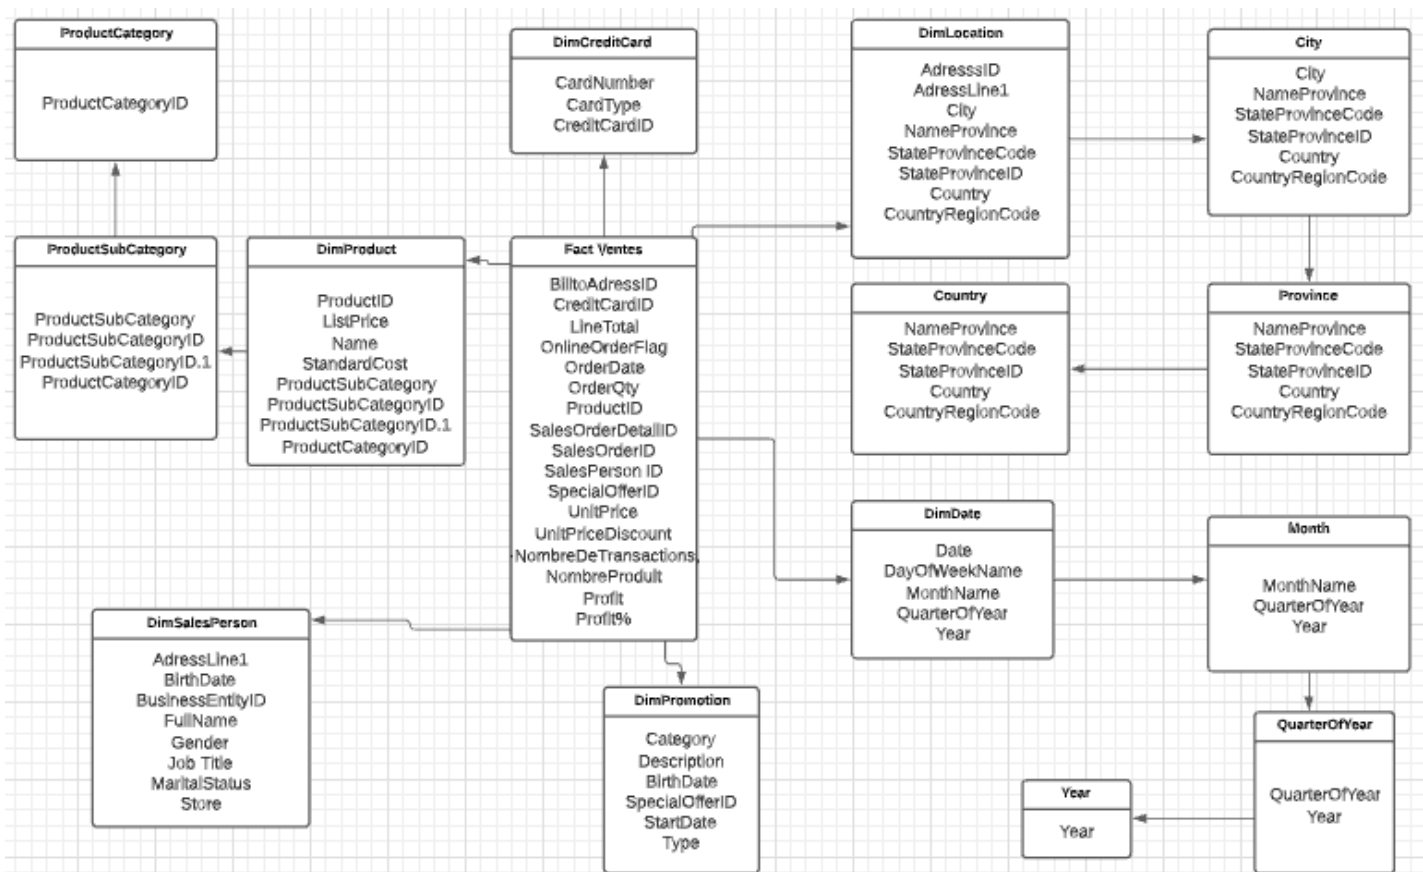 ProductCategory
ProductCategoryID
DimCreditCard
CardNumber
CardType
CreditCardID
DimLocation
AdresssID
AdressLine1
City
NameProvince
StateProvinceCode
StateProvinceID
Country
CountryRegionCode
City
City
NameProvince
StateProvinceCode
StateProvinceID
Country
CountryRegionCode
ProductSubCategory
ProductSubCategory
ProductSubCategoryID
ProductSubCategoryID.1
ProductCategoryID
DimProduct
ProductID
ListPrice
Name
StandardCost
ProductSubCategory
ProductSubCategoryID
ProductSubCategoryID.1
ProductCategoryID
Fact Ventes
BilltoAdressID
CreditCardID
LineTotal
OnlineOrderFlag
OrderDate
OrderQty
ProductID
SalesOrderDetailID
SalesOrderID
SalesPerson ID
SpecialOfferID
UnitPrice
UnitPriceDiscount
NombreDeTransactions,
NombreProduit
Profit
Profit%
Country
NameProvince
StateProvinceCode
StateProvinceID
Country
CountryRegionCode
Province
NameProvince
StateProvinceCode
StateProvinceID
Country
CountryRegionCode
DimDate
Date
DayOfWeekName
MonthName
QuarterOfYear
Year
Month
MonthName
QuarterOfYear
Year
DimSalesPerson
AdressLine1
BirthDate
BusinessEntityID
FullName
Gender
Job Title
MaritalStatus
Store
DimPromotion
Category
Description
BirthDate
SpecialOfferID
StartDate
Type
Year
Year
QuarterOfYear
QuarterOfYear
Year